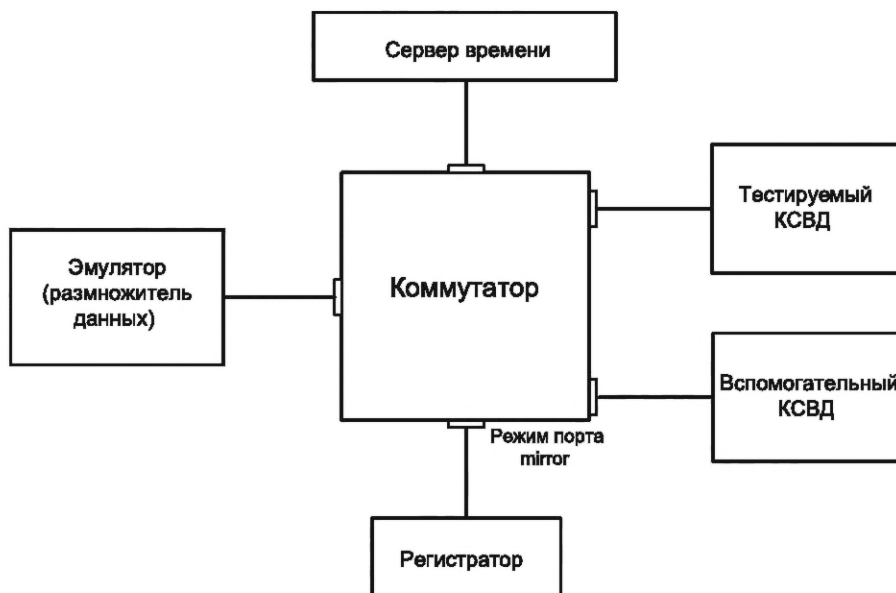 Сервер времени
Тестируемый
КСВД
Эмулятор
(размножитель
данных)
Коммутатор
Вспомогательный
КСВД
Режим порта
mirror
Регистратор